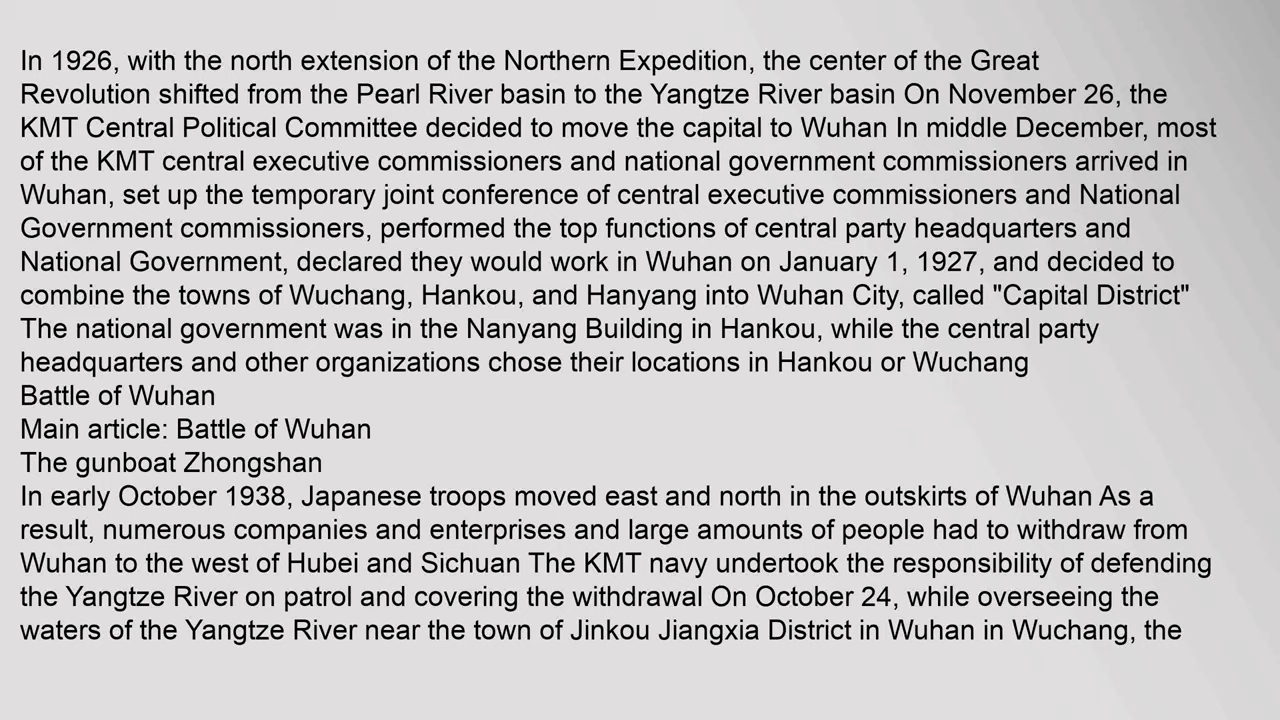 In 1926, with the north extension of the Northern Expedition, the center of the Great
Revolution shifted from the Pearl River basin to the Yangtze River basin On November 26, the
KMT Central Political Committee decided to move the capital to Wuhan In middle December, most
of the KMT central executive commissioners and national government commissioners arrived in
Wuhan, set up the temporary joint conference of central executive commissioners and National
Government commissioners, performed the top functions of central party headquarters and
National Government, declared they would work in Wuhan on January 1, 1927, and decided to
combine the towns of Wuchang, Hankou, and Hanyang into Wuhan City, called "Capital District"
The national government was in the Nanyang Building in Hankou, while the central party
headquarters and other organizations chose their locations in Hankou or Wuchang
Battle of Wuhan
Main article: Battle of Wuhan
The gunboat Zhongshan
In early October 1938, Japanese troops moved east and north in the outskirts of Wuhan As a
result, numerous companies and enterprises and large amounts of people had to withdraw from
Wuhan to the west of Hubei and Sichuan The KMT navy undertook the responsibility of defending
the Yangtze River on patrol and covering the withdrawal On October 24, while overseeing the
waters of the Yangtze River near the town of Jinkou Jiangxia District in Wuhan in Wuchang, the